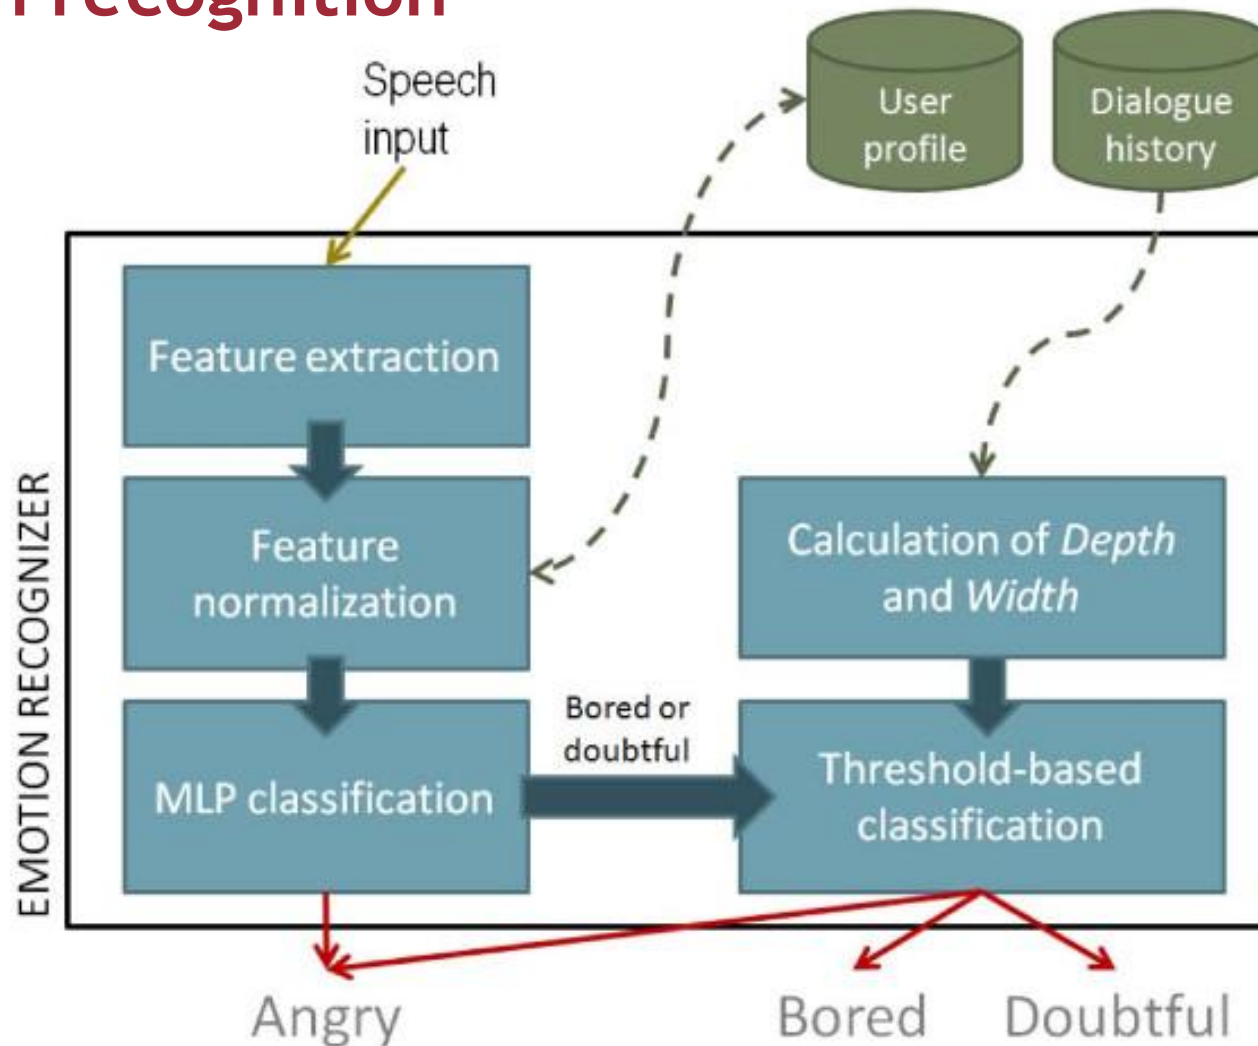 recognition
Speech
input
User
profile
Dialogue
history
EMOTION RECOGNIZER
Feature extraction
Feature
normalization
Calculation of Depth
and Width
MLP classification
Bored or
doubtful
Threshold-based
classification
Angry
Bored
Doubtful